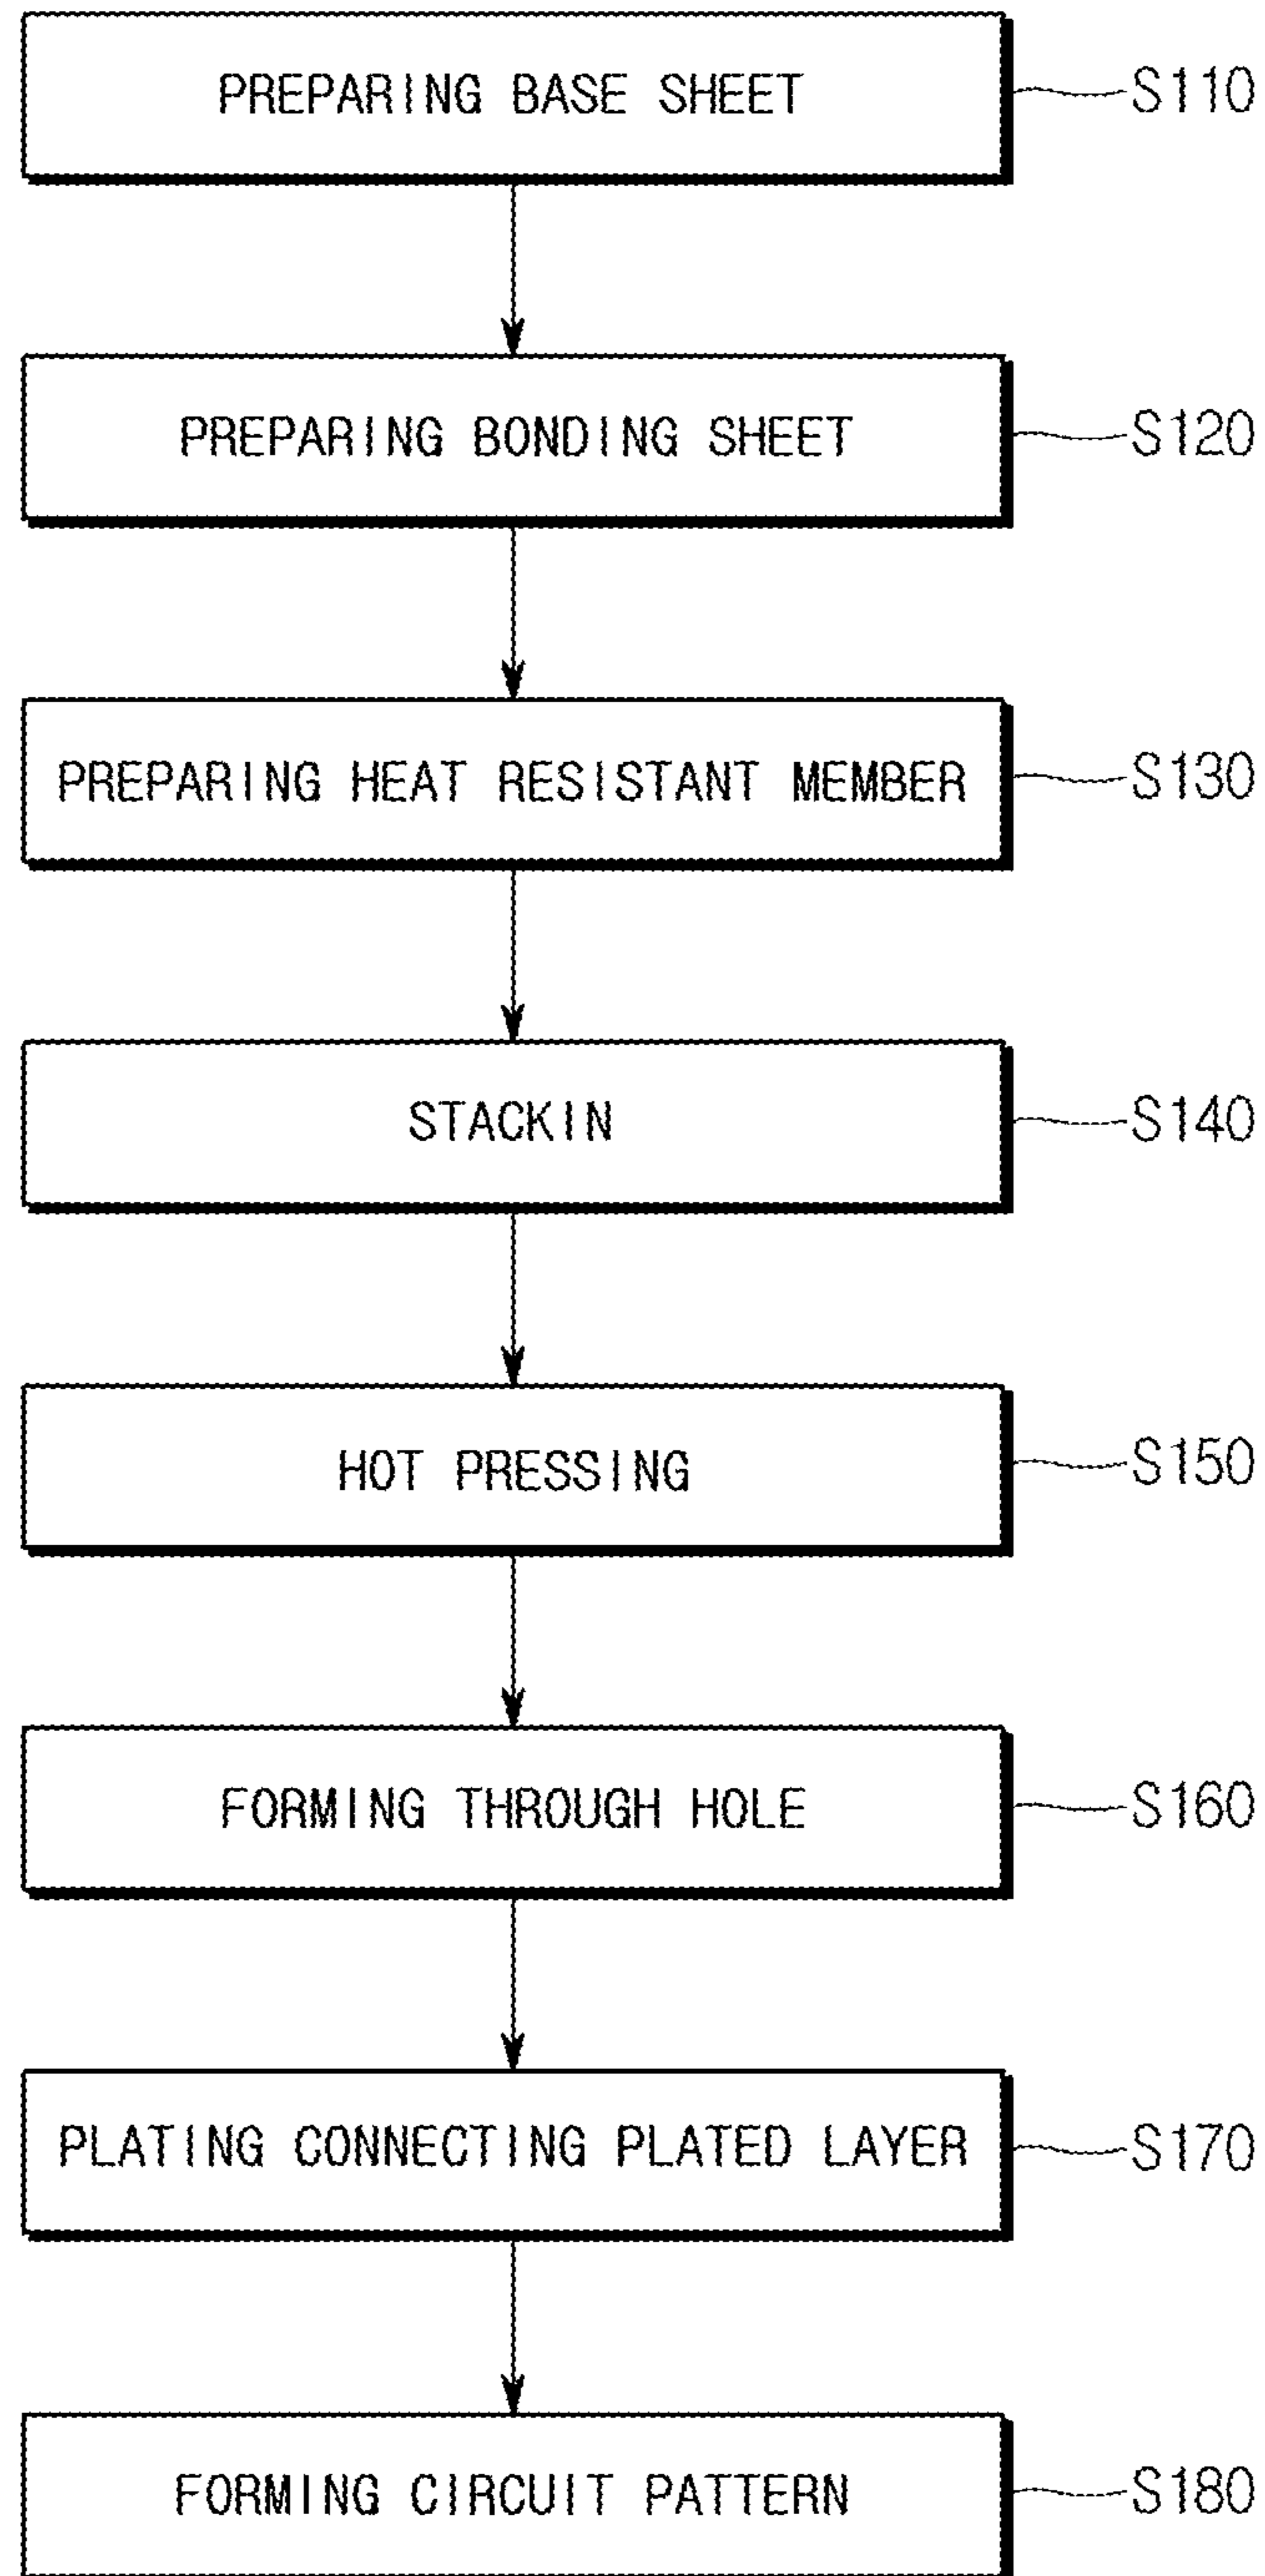 PREPARING BASE SHEET S110
PREPARING BONDING SHEET S120
PREPARING HEAT RESISTANT MEMBER S130
STACKIN S140
HOT PRESSING S150
FORMING THROUGH HOLE S160
PLATING CONNECTING PLATED LAYER S170
FORMING CIRCUIT PATTERN S180